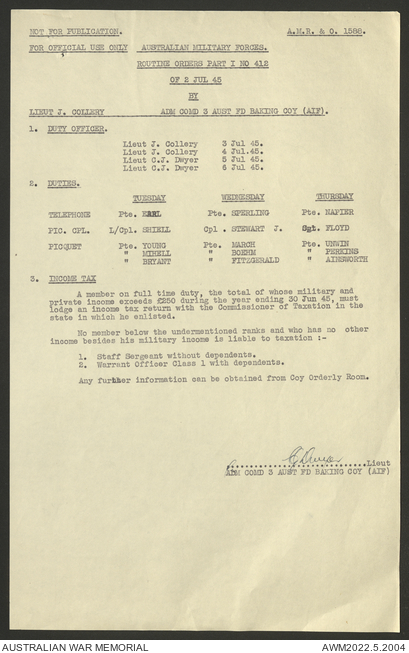 NOT FOR PUBLICATION. A.M.R. & O. 1588.
FOR OFFICIAL USE ONLY AUSTRALIAN MILITARY FORCES.
ROUTINE ORDERS PART I NO 412
OF 2 JUL 45
BY
LIEUT J. COLLERY ADM COMD 3 AUST FD BAKING COY (AIF).
1. DUTY OFFICER.
Lieut J. Collery 3 Jul 45.
Lieut J. Collery 4 Jul.45.
Lieut C.J. Dwyer 5 Jul 45.
Lieut C.J. Dwyer 6 Jul 45.
2. DUTIES.
TUESDAY WEDNESDAY THURSDAY
TELEPHONE Pte. EARL Pte. SPERLING Pte. NAPIER
PIC. CPL. L/Cpl. SHIELL Cpl . STEWART J. Sgt. FLOYD
PICQUET Pte. YOUNG Pte. MARCH Pte. UNWIN
" MIHELL " BOEHM " PERKINS
" BRYANT " FITZGERALD " AINSWORTH
3. INCOME TAX
A member on full time duty, the total of whose military and
private income exceeds £250 during the year ending 30 Jun 45, must
lodge an income tax return with the Commissioner of Taxation in the
state in which he enlisted.
No member below the undermentioned ranks and who has no other
income besides his military income is liable to taxation :-
1. Staff Sergeant without dependents.
2. Warrant Officer Class 1 with dependents.
Any further information can be obtained from Coy Orderly Room.
CDwyer
Lieut
ADM COMD 3 AUST FD BAKING COY (AIF)
AUSTRALIAN WAR MEMORIAL AWM2022.5.2004